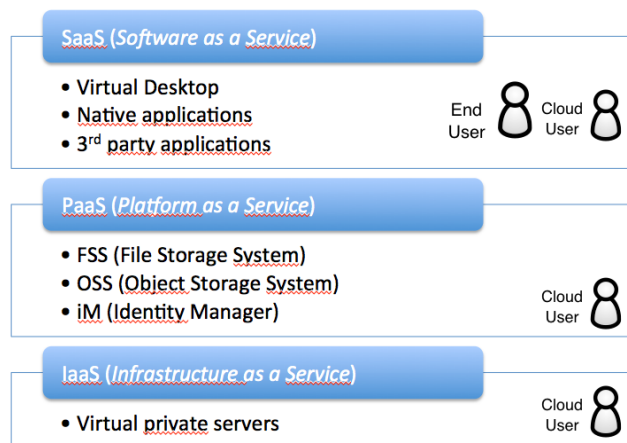 SaaS (Software as a Service)
• Virtual Desktop
• Native applications
• 3rd party applications
End
User
Cloud
User
PaaS (Platform as a Service)
• FSS (File Storage System)
• OSS (Object Storage System)
• iM (Identity Manager)
Cloud
User
IaaS (Infrastructure as a Service)
• Virtual private servers
Cloud
User